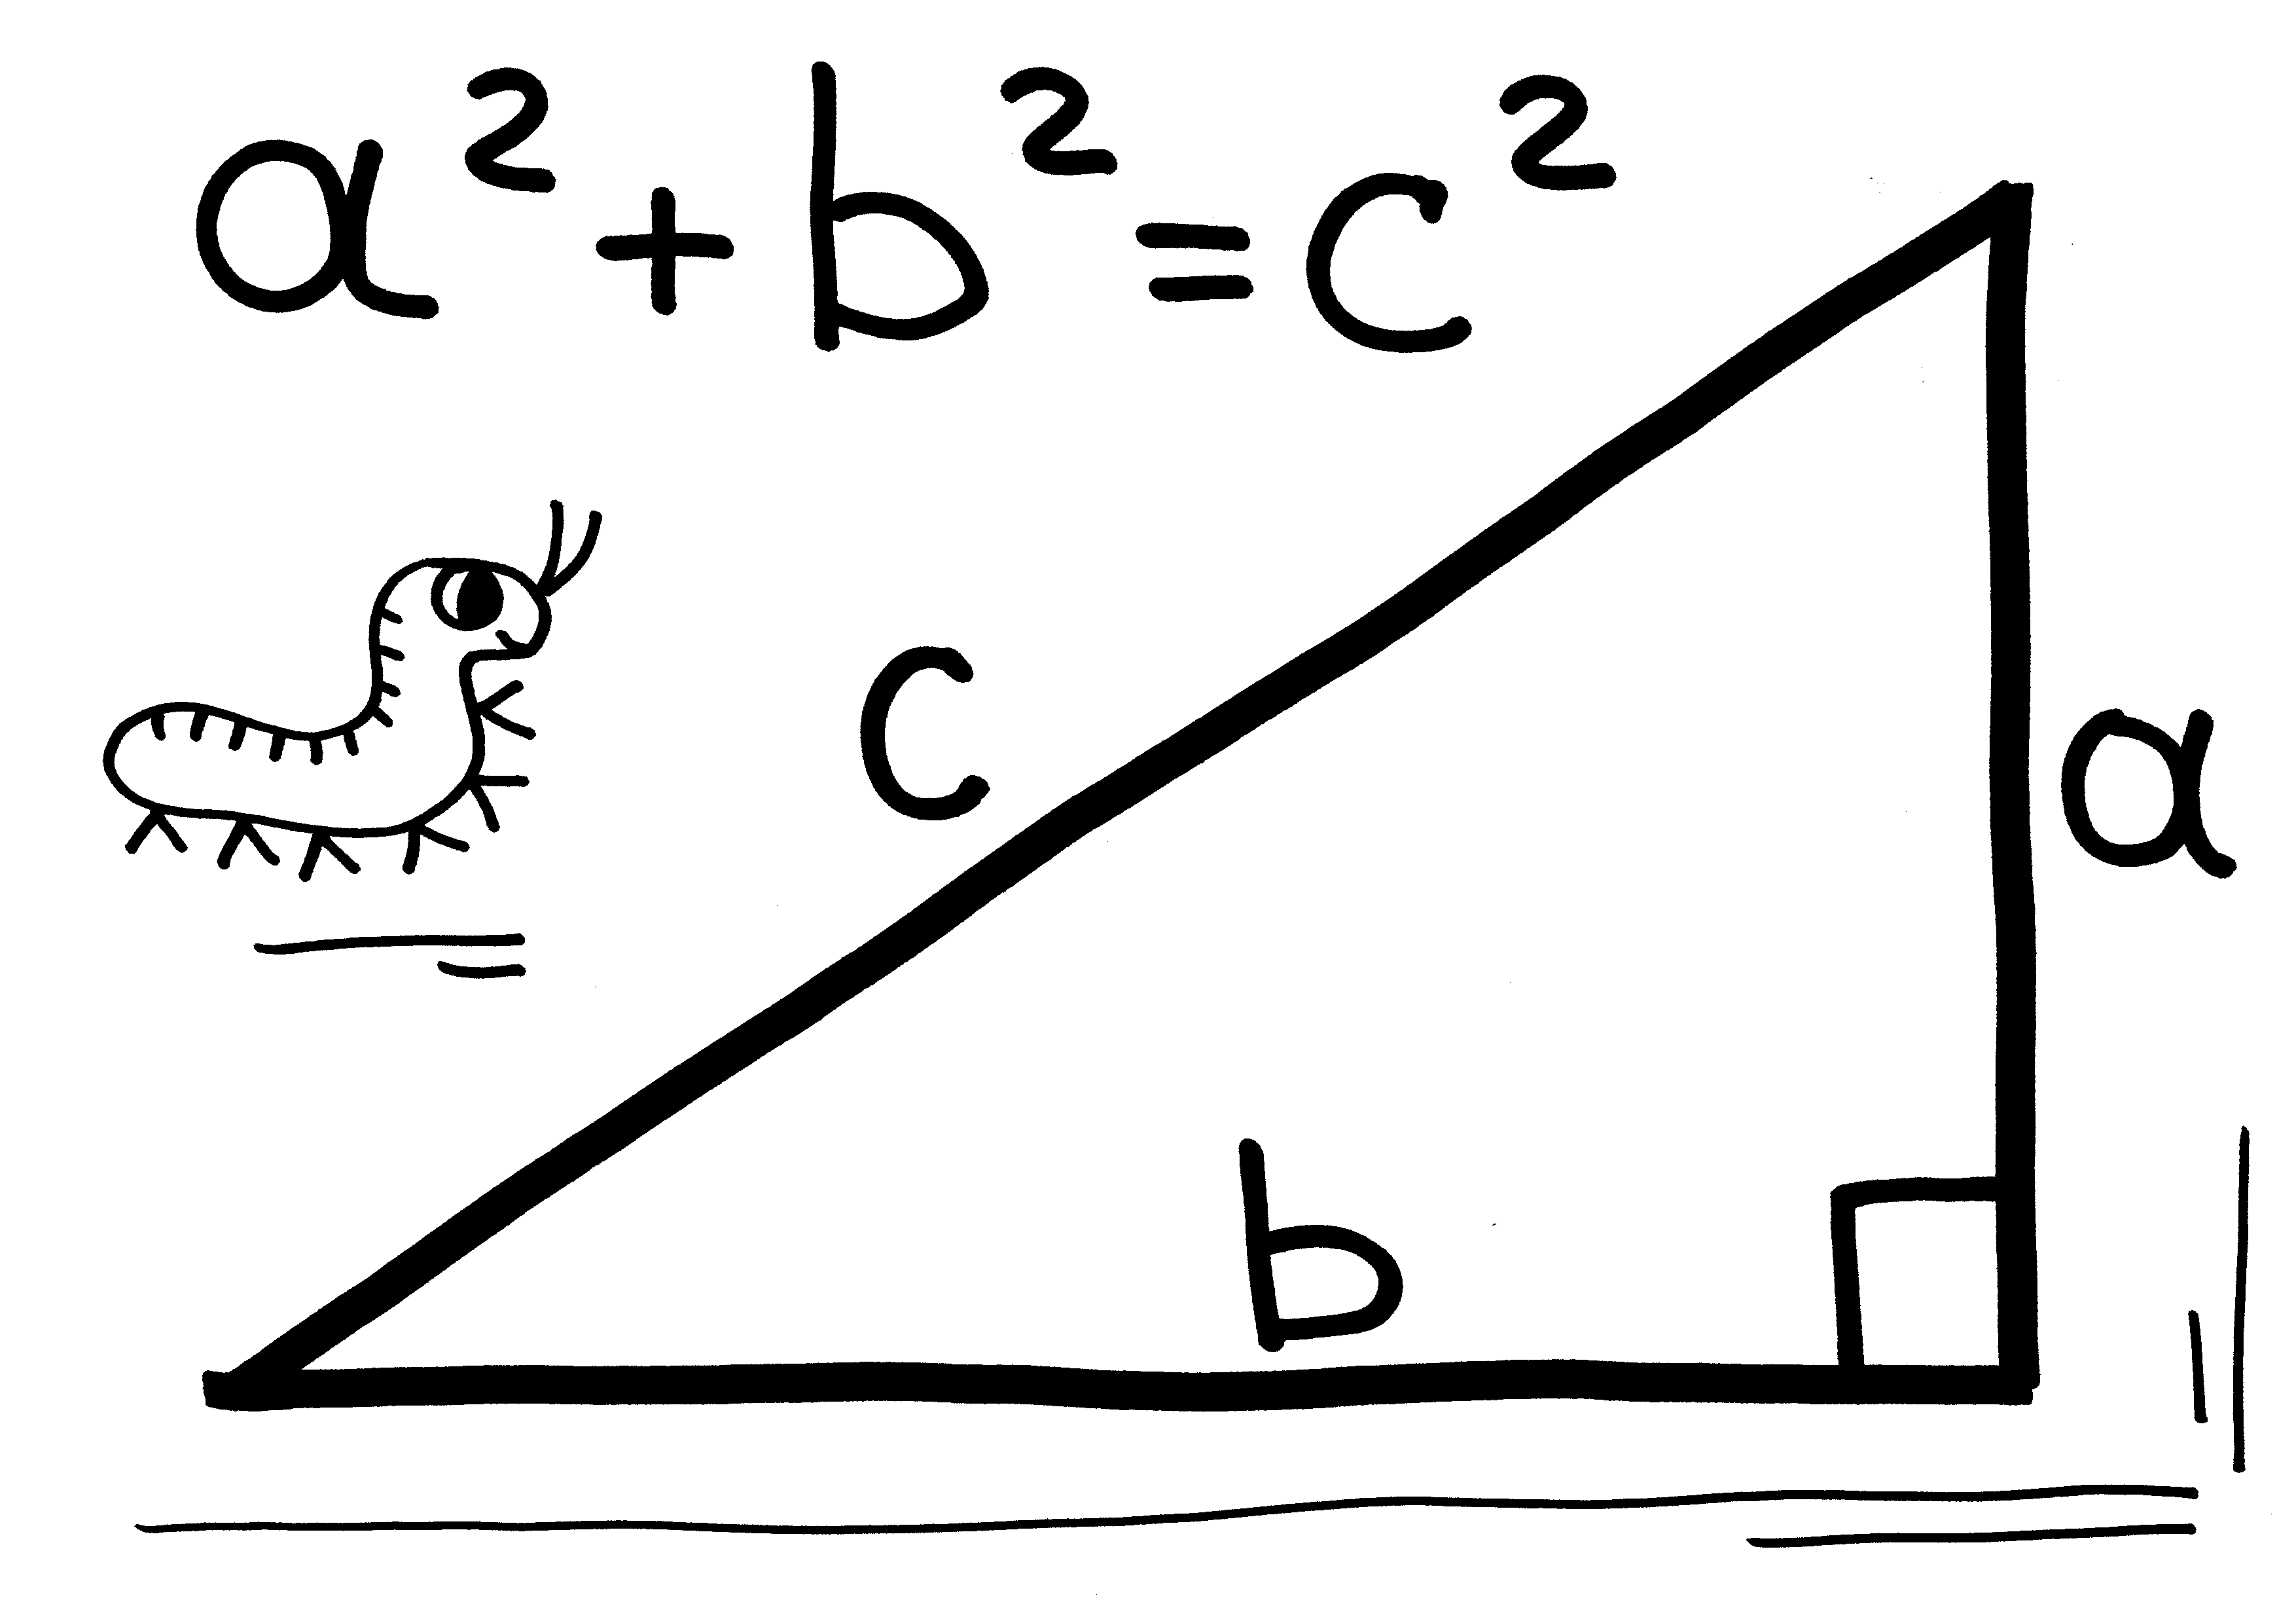 a² + b² = c²
c
a
b